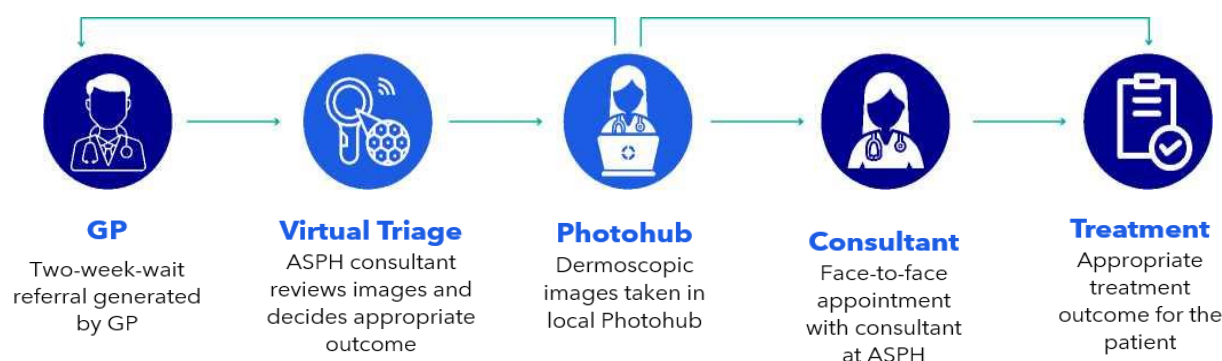 GP
Two-week-wait
referral generated
by GP
Virtual Triage
ASPH consultant
reviews images and
decides appropriate
outcome
Photohub
Dermoscopic
images taken in
local Photohub
Consultant
Face-to-face
appointment
with consultant
at ASPH
Treatment
Appropriate
treatment
outcome for the
patient